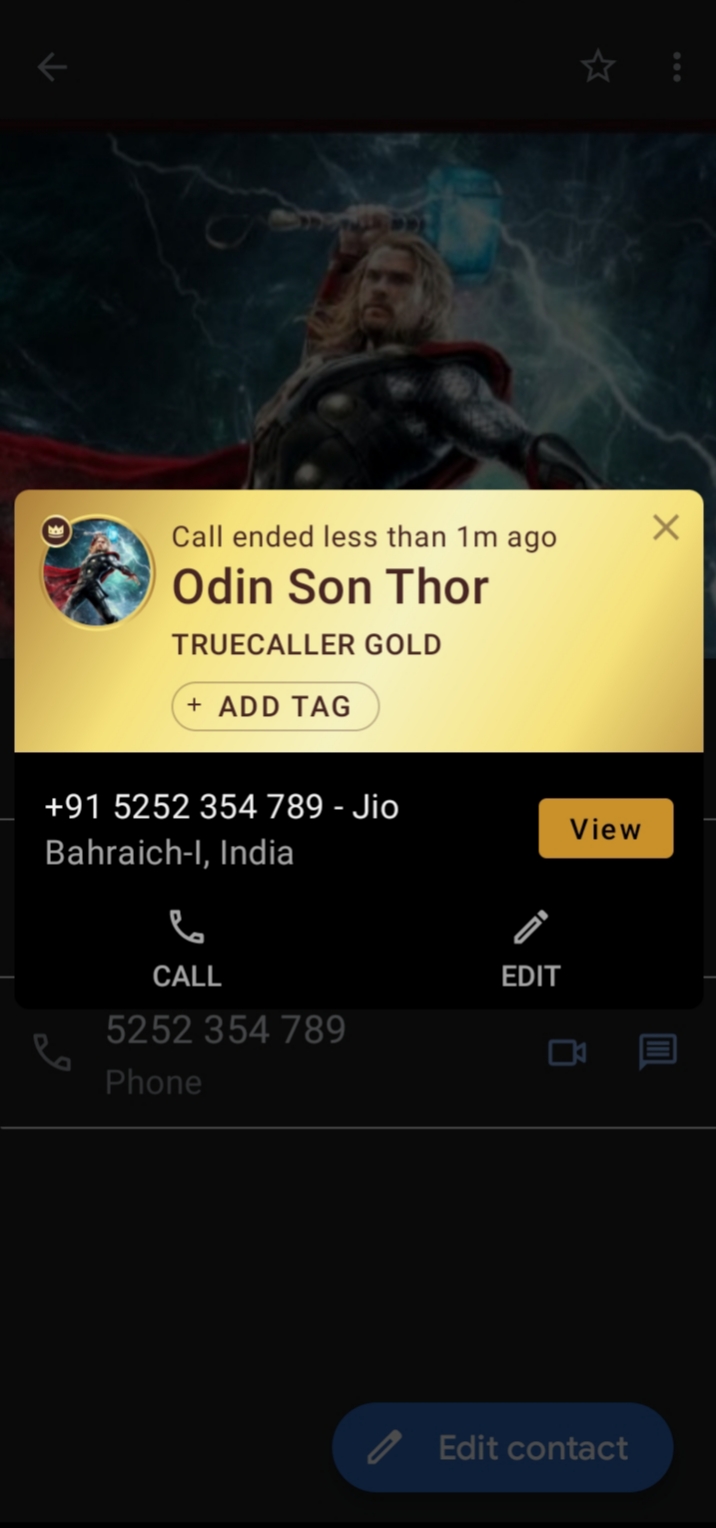 Call ended less than 1m ago
Odin Son Thor
TRUECALLER GOLD
+ ADD TAG
+91 5252 354 789 - Jio
Bahraich-I, India
View
CALL
EDIT
5252 354 789
Phone
Edit contact